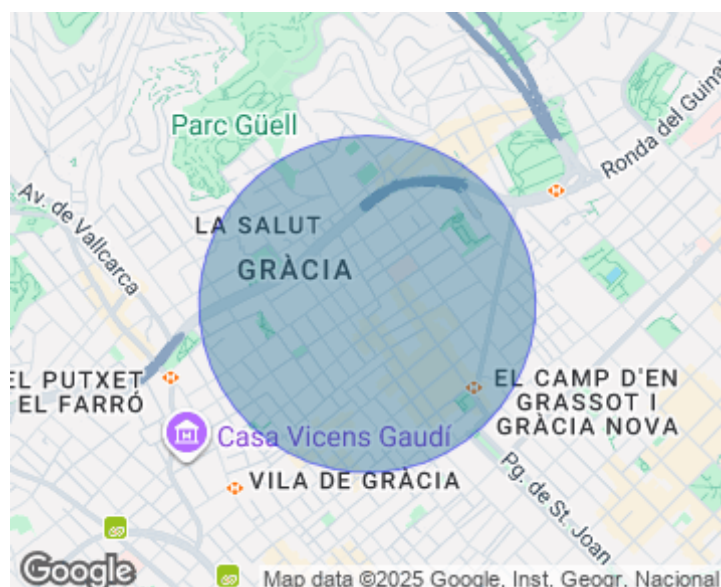 Parc Güell
Ronda del Guinar
Av. de Vallcarca
LA SALUT
GRÀCIA
EL PUTXET
EL FARRÓ
EL CAMP D'EN
GRASSOT I
GRÀCIA NOVA
Casa Vicens Gaudí
VILA DE GRÀCIA
Pg. de St. Joan
Google
Map data ©2025 Google, Inst. Geogr. Nacional